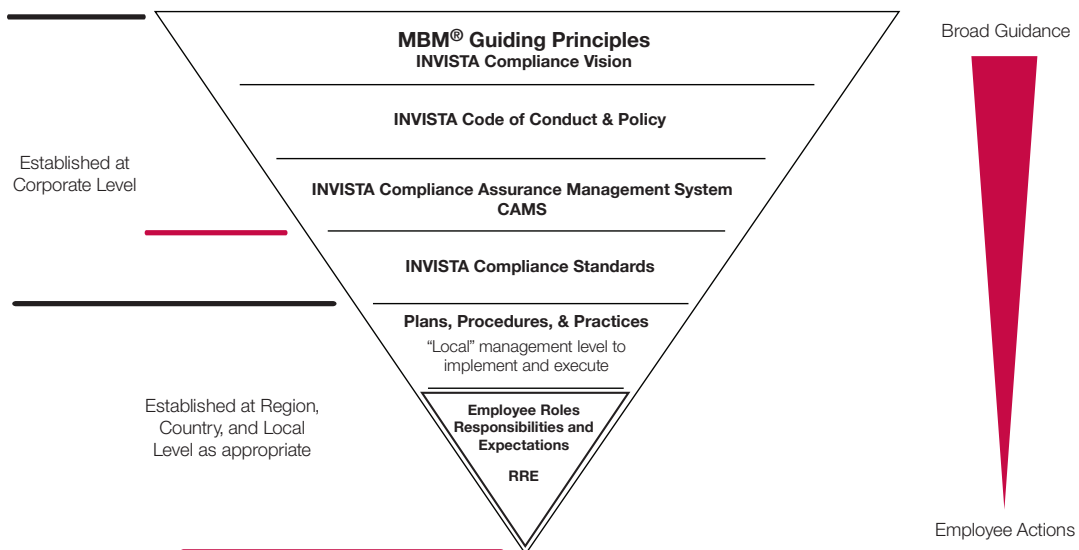 MBM® Guiding Principles
INVISTA Compliance Vision
INVISTA Code of Conduct & Policy
INVISTA Compliance Assurance Management System
CAMS
INVISTA Compliance Standards
Plans, Procedures, & Practices
“Local” management level to
implement and execute
Employee Roles
Responsibilities and
Expectations
RRE
Established at
Corporate Level
Established at Region,
Country, and Local
Level as appropriate
Broad Guidance
Employee Actions